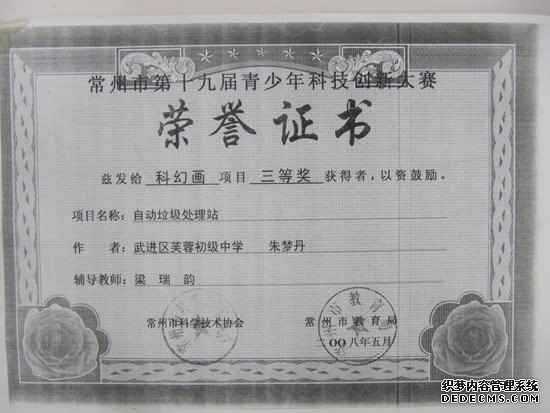 常州市第十九届青少年科技创新大赛
荣誉证书
兹发给 科幻画 项目 三等奖 获得者，以资鼓励。
项目名称：自动垃圾处理站
作 者：武进区芙蓉初级中学 朱梦丹
辅导教师：梁瑞韵
常州市科学技术协会 常州市教育局
二〇〇八年五月
织梦内容管理系统
DEDECMS.COM